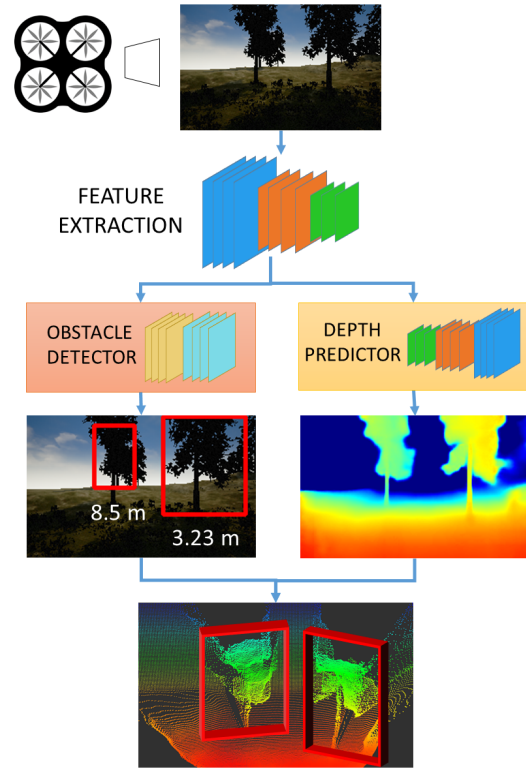 FEATURE
EXTRACTION
OBSTACLE
DETECTOR
DEPTH
PREDICTOR
8.5 m
3.23 m